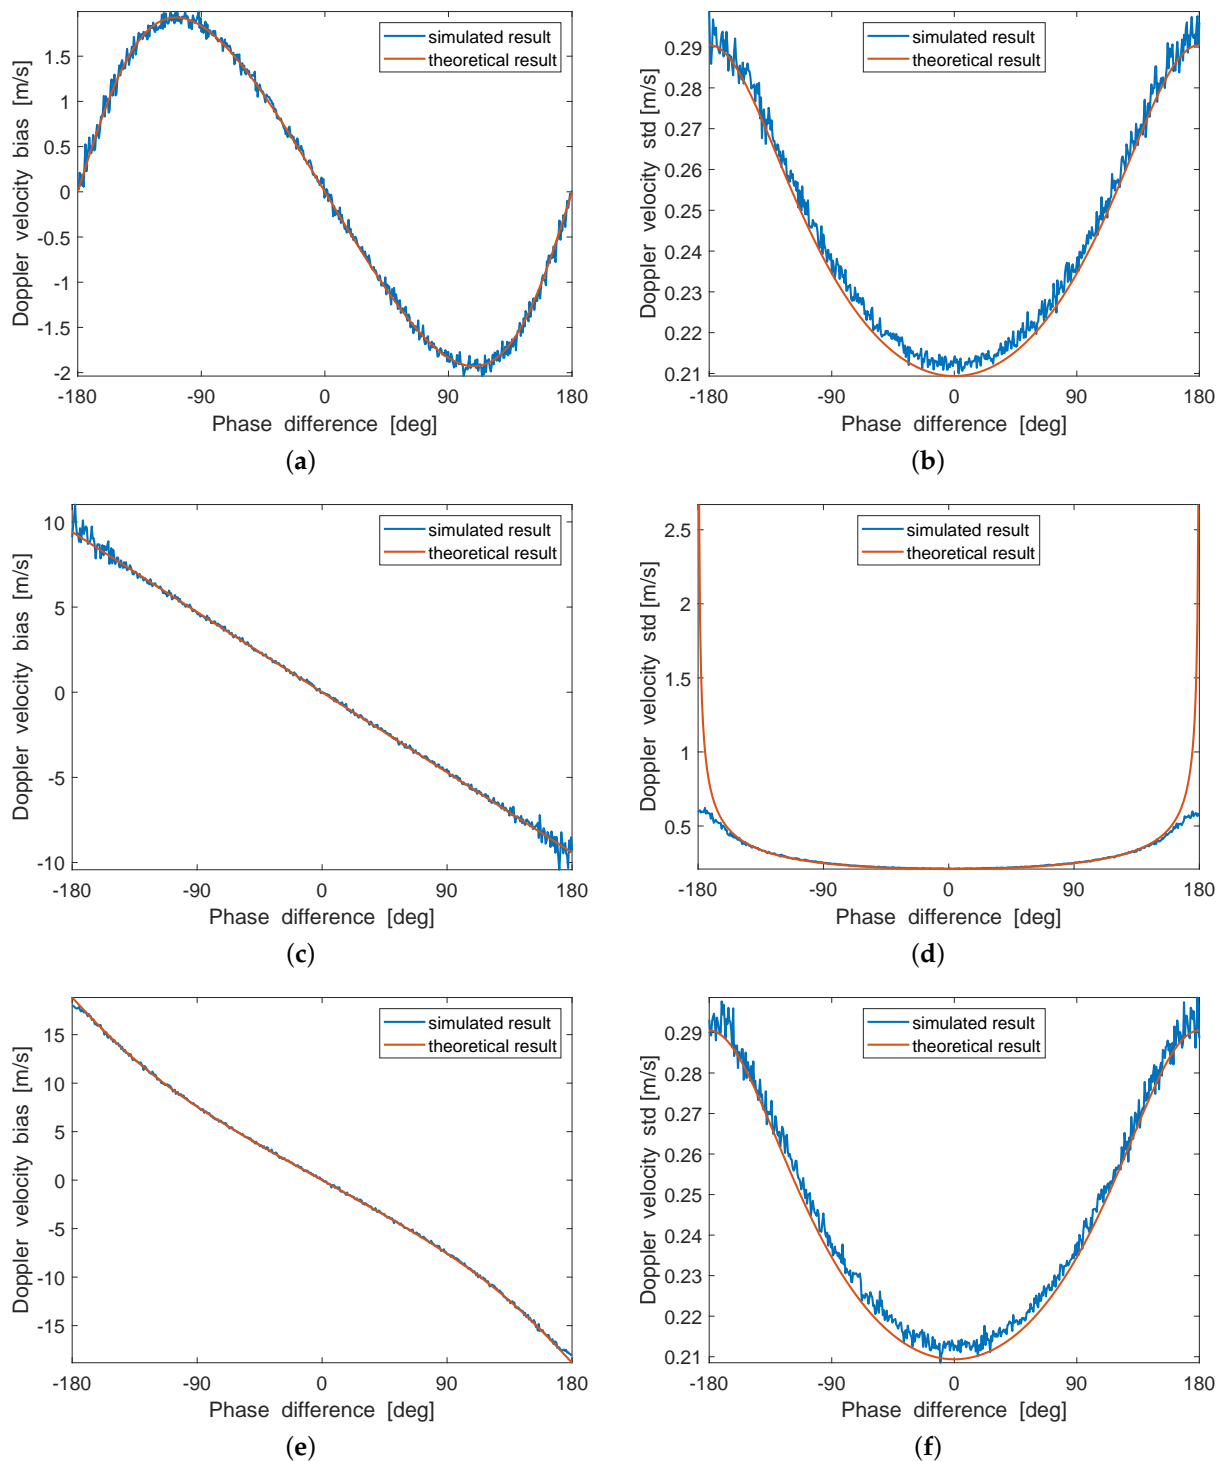 Doppler velocity bias [m/s]
1.5
1
0.5
0
-0.5
-1
-1.5
-2
simulated result
theoretical result
-180 -90 0 90 180
Phase difference [deg]
(a)
Doppler velocity std [m/s]
0.29
0.28
0.27
0.26
0.25
0.24
0.23
0.22
0.21
simulated result
theoretical result
-180 -90 0 90 180
Phase difference [deg]
(b)
Doppler velocity bias [m/s]
10
5
0
-5
-10
simulated result
theoretical result
-180 -90 0 90 180
Phase difference [deg]
(c)
Doppler velocity std [m/s]
2.5
2
1.5
1
0.5
simulated result
theoretical result
-180 -90 0 90 180
Phase difference [deg]
(d)
Doppler velocity bias [m/s]
15
10
5
0
-5
-10
-15
simulated result
theoretical result
-180 -90 0 90 180
Phase difference [deg]
(e)
Doppler velocity std [m/s]
0.29
0.28
0.27
0.26
0.25
0.24
0.23
0.22
0.21
simulated result
theoretical result
-180 -90 0 90 180
Phase difference [deg]
(f)